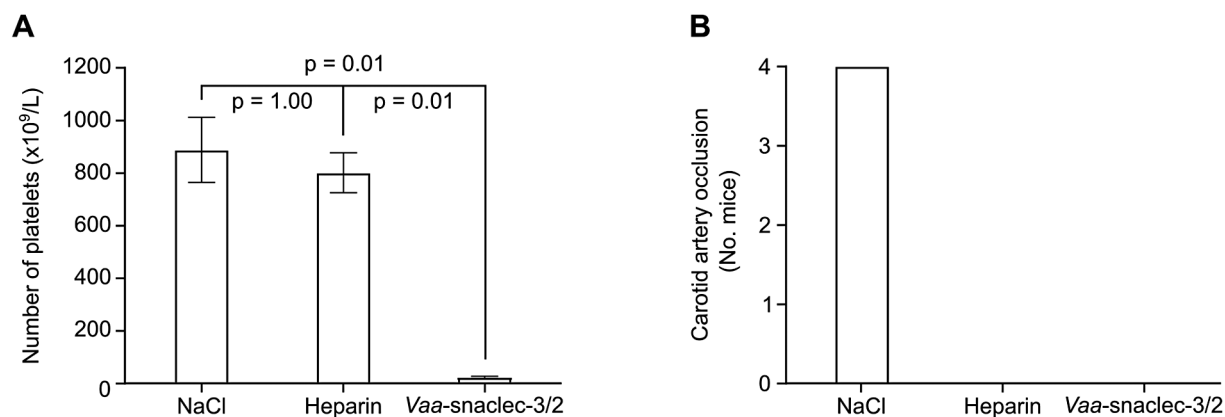 A
Number of platelets (x10⁹/L)
1200
1000
800
600
400
200
0
p = 0.01
p = 1.00
p = 0.01
NaCl
Heparin
Vaa-snaclec-3/2
B
Carotid artery occlusion
(No. mice)
4
3
2
1
0
NaCl
Heparin
Vaa-snaclec-3/2